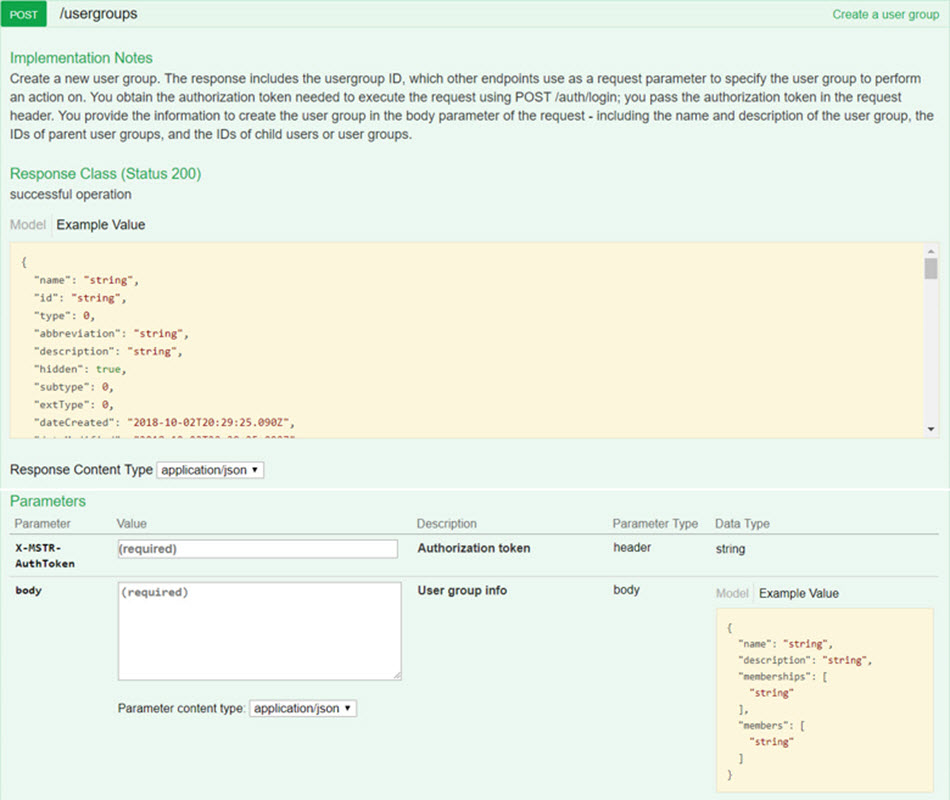 POST /usergroups Create a user group
Implementation Notes
Create a new user group. The response includes the usergroup ID, which other endpoints use as a request parameter to specify the user group to perform
an action on. You obtain the authorization token needed to execute the request using POST /auth/login; you pass the authorization token in the request
header. You provide the information to create the user group in the body parameter of the request - including the name and description of the user group, the
IDs of parent user groups, and the IDs of child users or user groups.
Response Class (Status 200)
successful operation
Model Example Value
{
"name": "string",
"id": "string",
"type": 0,
"abbreviation": "string",
"description": "string",
"hidden": true,
"subtype": 0,
"extType": 0,
"dateCreated": "2018-10-02T20:29:25.090Z",
Response Content Type application/json
Parameters
Parameter Value Description Parameter Type Data Type
X-MSTR-
AuthToken
(required) Authorization token header string
body (required) User group info body
Model Example Value
{
"name": "string",
"description": "string",
"memberships": [
"string"
],
"members": [
"string"
]
}
Parameter content type: application/json